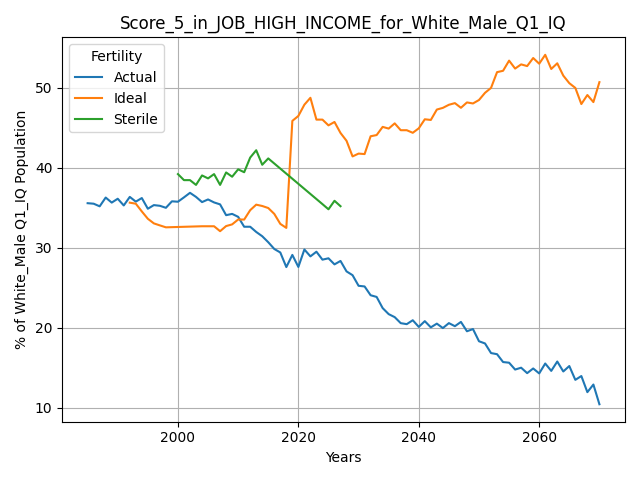 Score_5_in_JOB_HIGH_INCOME_for_White_Male_Q1_IQ
Fertility
Actual
Ideal
Sterile
% of White_Male Q1_IQ Population
50
40
30
20
10
2000 2020 2040 2060
Years